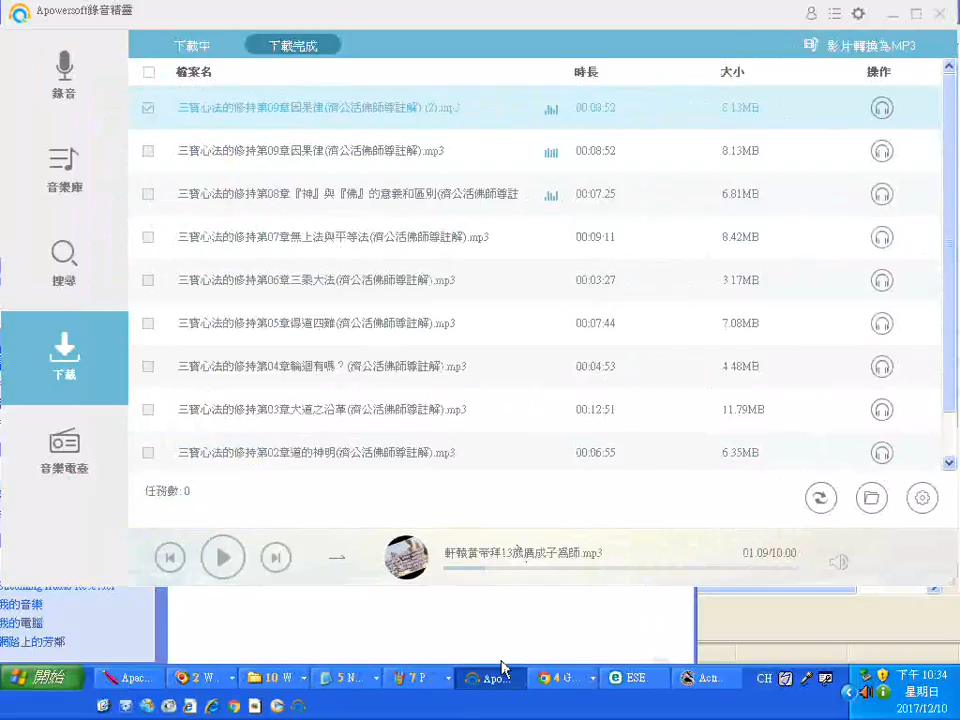 Apowersoft錄音精靈
下載中 下載完成 影片轉換為MP3
檔案名 時長 大小 操作
錄音
三寶心法的修持第09章因果律(濟公活佛師尊註解) (2).mp3 00:08:52 8.13MB
三寶心法的修持第09章因果律(濟公活佛師尊註解).mp3 00:08:52 8.13MB
音樂庫
三寶心法的修持第08章『神』與『佛』的意義和區別(濟公活佛師尊註 00:07:25 6.81MB
三寶心法的修持第07章無上法與平等法(濟公活佛師尊註解).mp3 00:09:11 8.42MB
搜尋
三寶心法的修持第06章三乘大法(濟公活佛師尊註解).mp3 00:03:27 3.17MB
三寶心法的修持第05章得道四難(濟公活佛師尊註解).mp3 00:07:44 7.08MB
下載
三寶心法的修持第04章輪迴有嗎？(濟公活佛師尊註解).mp3 00:04:53 4.48MB
三寶心法的修持第03章大道之沿革(濟公活佛師尊註解).mp3 00:12:51 11.79MB
三寶心法的修持第02章道的神明(濟公活佛師尊註解).mp3 00:06:55 6.35MB
音樂電臺
任務數: 0
軒轅黃帝拜13歲廣成子為師.mp3 01:09/10:00
我的音樂
我的電腦
網路上的芳鄰
開始 Apac... 2 W... 10 W... 5 N... 7 P... Apo... 4 G... ESE CH 下午 10:34
星期日
2017/12/10